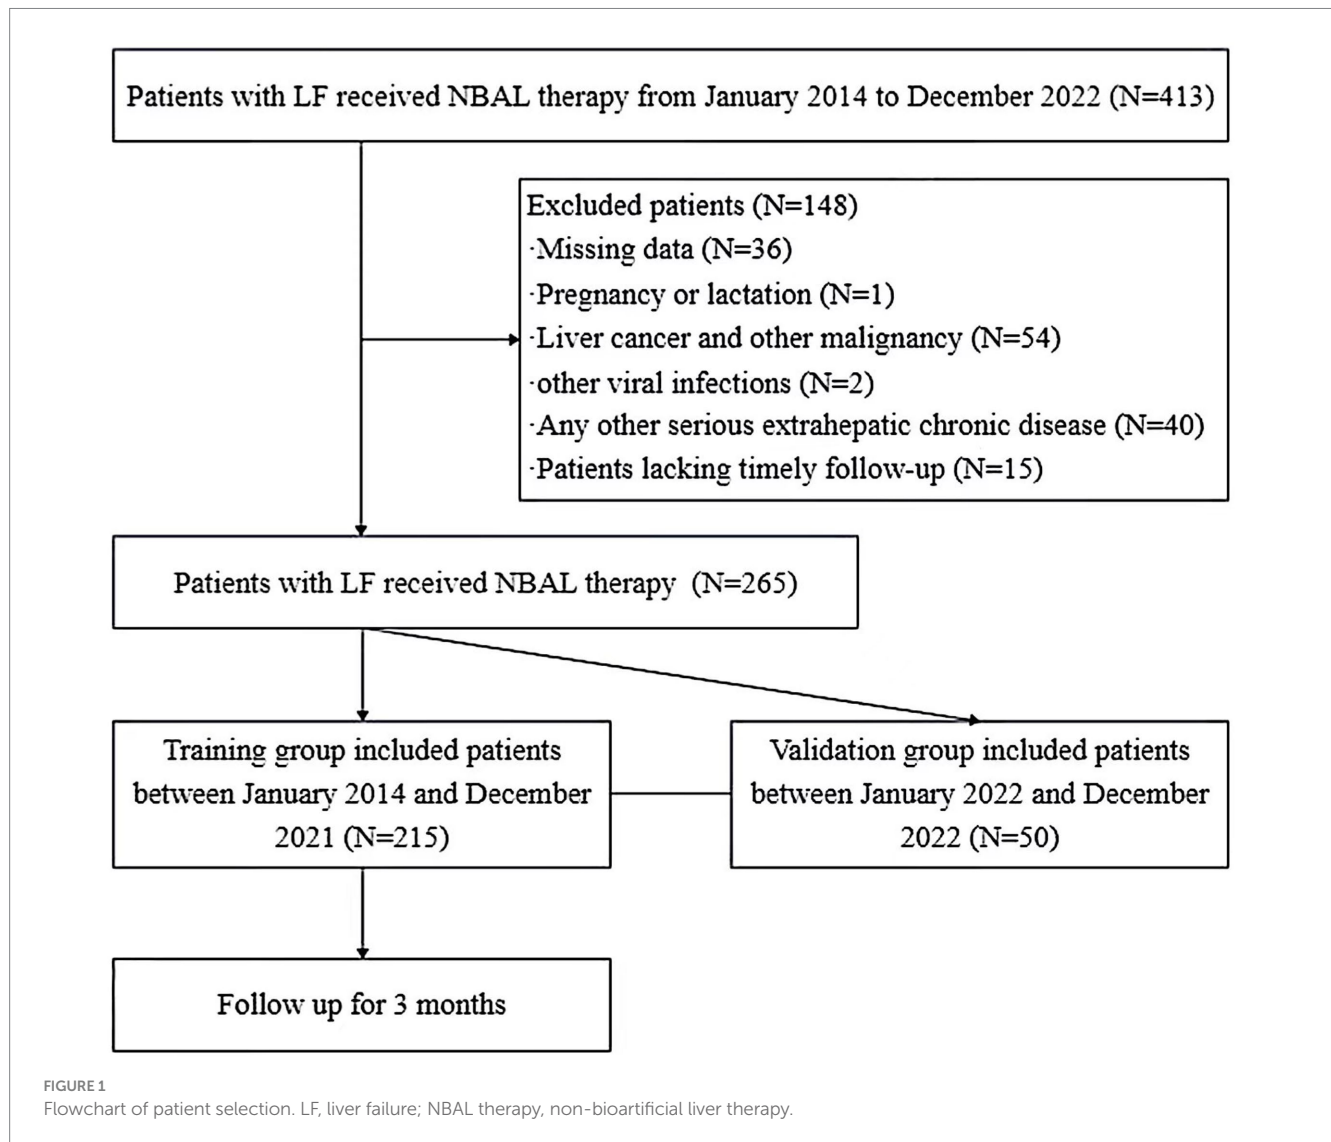 Patients with LF received NBAL therapy from January 2014 to December 2022 (N=413)
Excluded patients (N=148)
·Missing data (N=36)
·Pregnancy or lactation (N=1)
·Liver cancer and other malignancy (N=54)
·other viral infections (N=2)
·Any other serious extrahepatic chronic disease (N=40)
·Patients lacking timely follow-up (N=15)
Patients with LF received NBAL therapy (N=265)
Training group included patients
between January 2014 and December
2021 (N=215)
Validation group included patients
between January 2022 and December
2022 (N=50)
Follow up for 3 months
FIGURE 1
Flowchart of patient selection. LF, liver failure; NBAL therapy, non-bioartificial liver therapy.